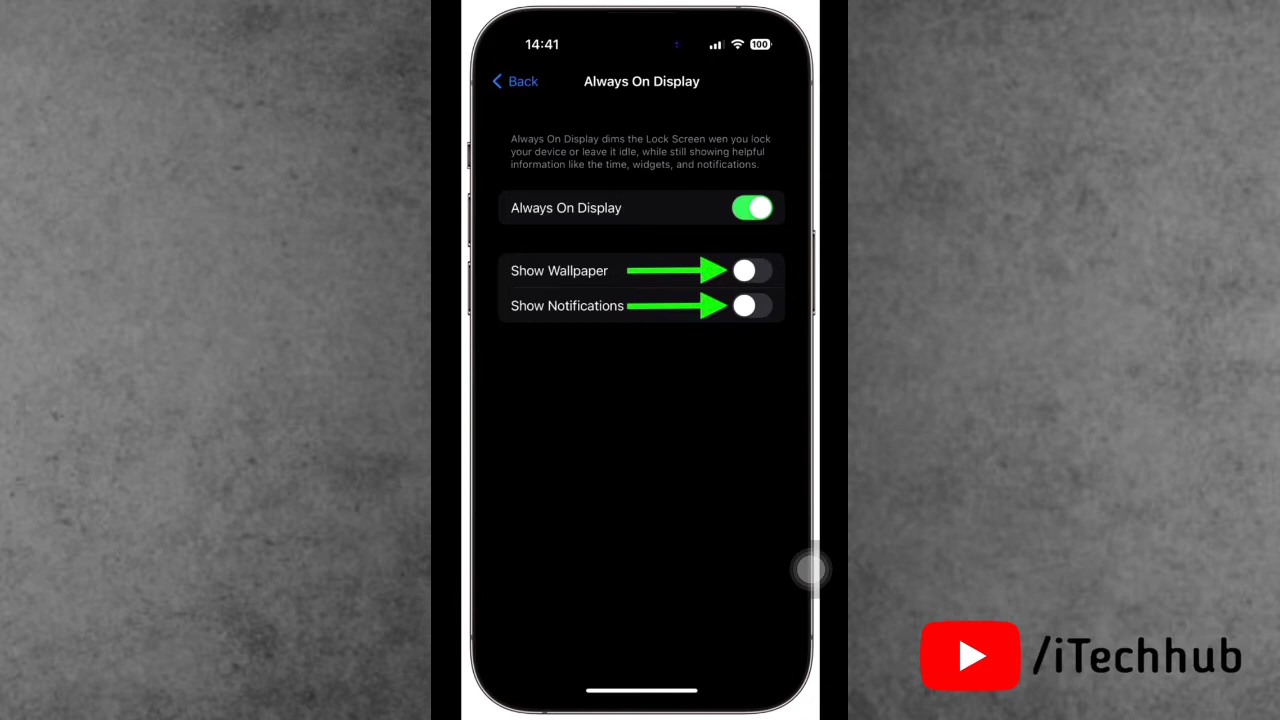 14:41
100
Back
Always On Display
Always On Display dims the Lock Screen wen you lock
your device or leave it idle, while still showing helpful
information like the time, widgets, and notifications.
Always On Display
Show Wallpaper
Show Notifications
/iTechhub